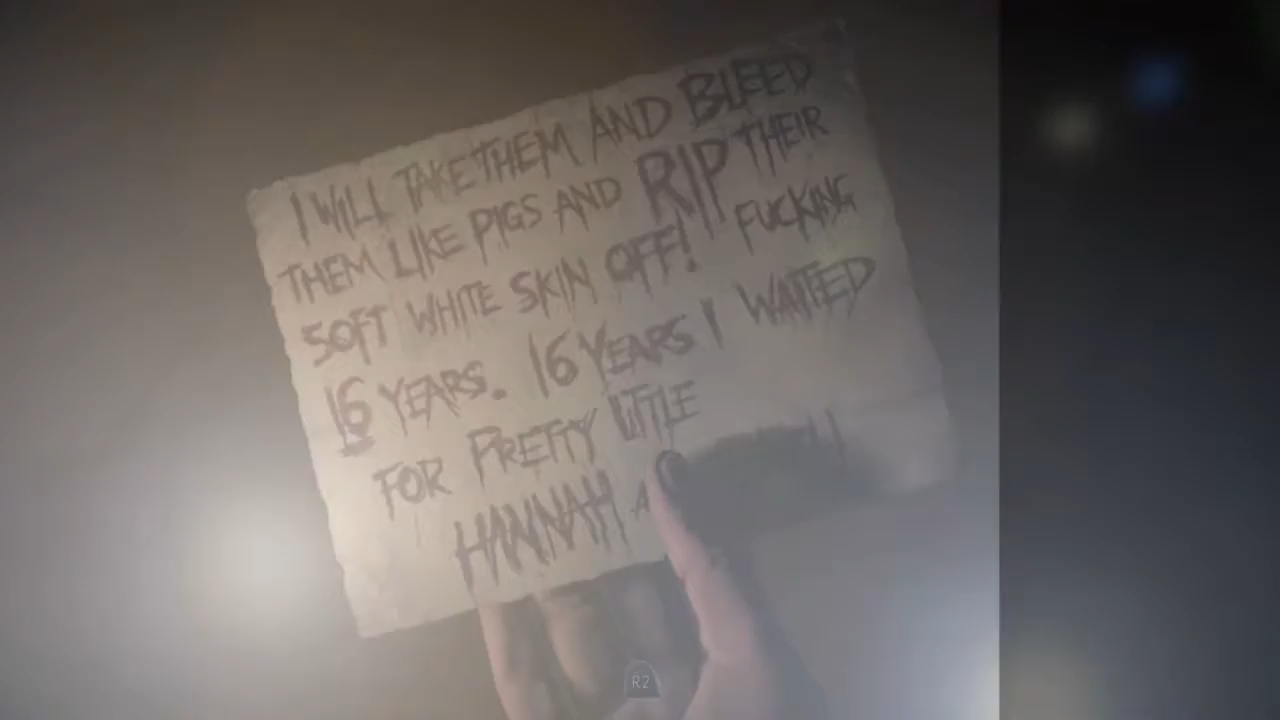 I WILL TAKE THEM AND BLEED
THEM LIKE PIGS AND RIP THEIR
SOFT WHITE SKIN OFF! FUCKING
16 YEARS. 16 YEARS I WAITED
FOR PRETTY LITTLE
HANNAH
R2